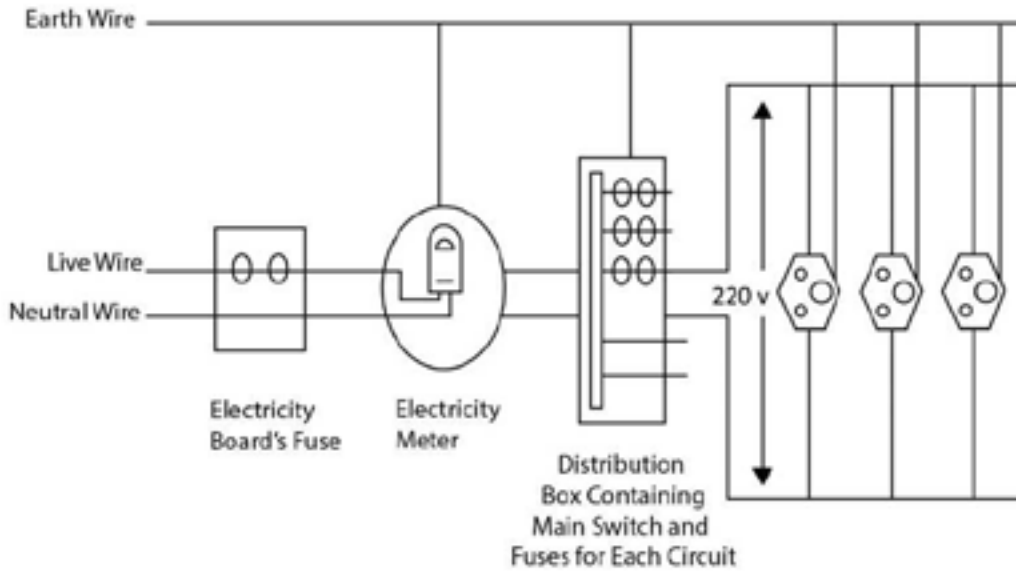 Earth Wire
Live Wire
Neutral Wire
220 v
Electricity
Board's Fuse
Electricity
Meter
Distribution
Box Containing
Main Switch and
Fuses for Each Circuit